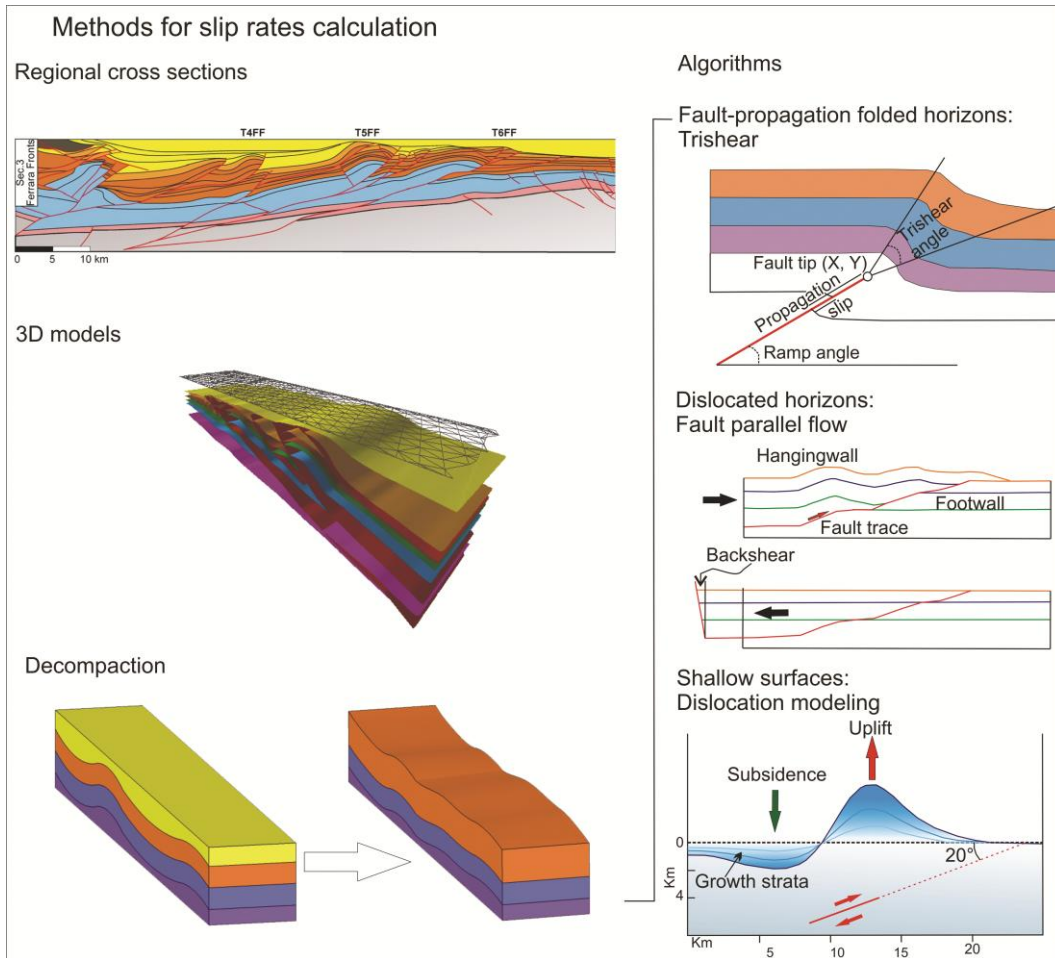 Methods for slip rates calculation
Regional cross sections
T4FF T5FF T6FF
Sec.3
Ferrara Fronts
0 5 10 km
3D models
Decompaction
Algorithms
Fault-propagation folded horizons:
Trishear
Trishear
angle
Fault tip (X, Y)
Propagation
slip
Ramp angle
Dislocated horizons:
Fault parallel flow
Hangingwall
Footwall
Fault trace
Backshear
Shallow surfaces:
Dislocation modeling
Uplift
Subsidence
0
20°
Growth strata
Km
4
Km
5 10 15 20